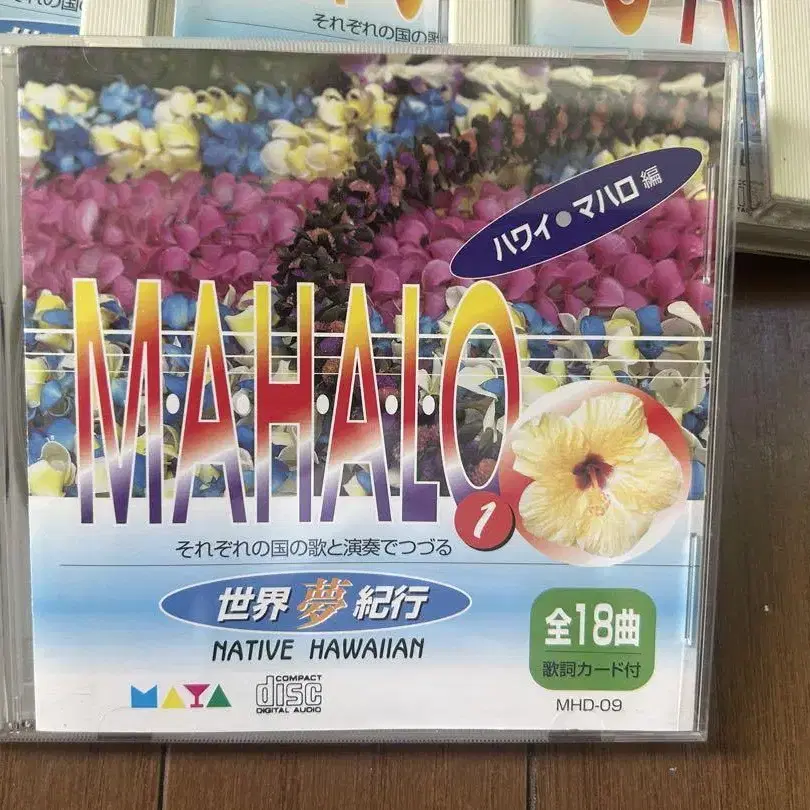 それぞれの国の歌
ハワイ・マハロ編
M・A・H・A・L・O
1
それぞれの国の歌と演奏でつづる
世界夢紀行
NATIVE HAWAIIAN
全18曲
歌詞カード付
MAYA
COMPACT
disc
DIGITAL AUDIO
MHD-09